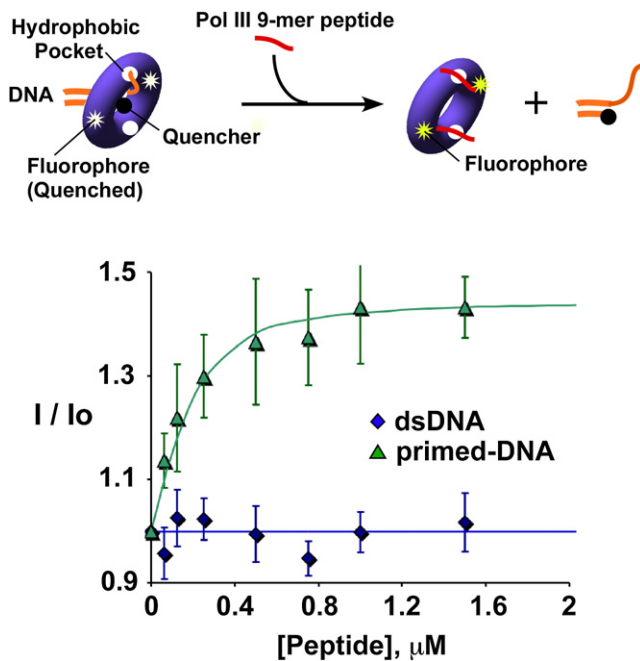 Hydrophobic
Pocket
DNA
Quencher
Fluorophore
(Quenched)
Pol III 9-mer peptide
+
Fluorophore
1.5
1.3
1.1
0.9
I / Io
dsDNA
primed-DNA
0
0.4
0.8
1.2
1.6
2
[Peptide], μM